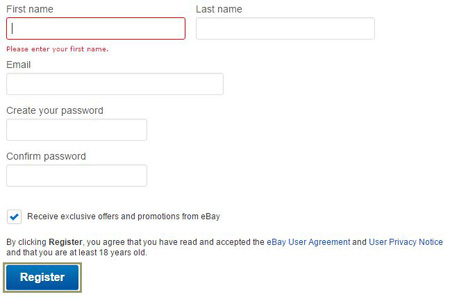 First name Last name
Please enter your first name.
Email
Create your password
Confirm password
Receive exclusive offers and promotions from eBay
By clicking Register, you agree that you have read and accepted the eBay User Agreement and User Privacy Notice
and that you are at least 18 years old.
Register